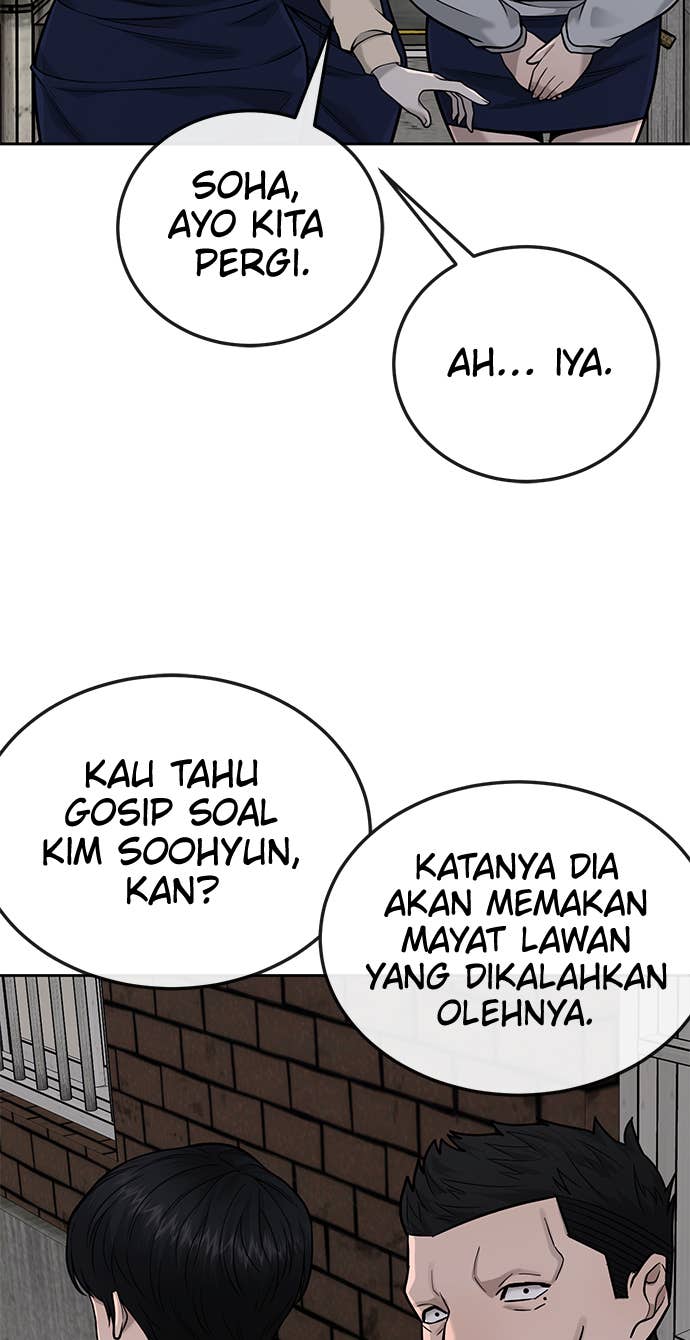 SOHA,
AYO KITA
PERGI.
AH... IYA.
KAU TAHU
GOSIP SOAL
KIM SOOHYUN,
KAN?
KATANYA DIA
AKAN MEMAKAN
MAYAT LAWAN
YANG DIKALAHKAN
OLEHNYA.